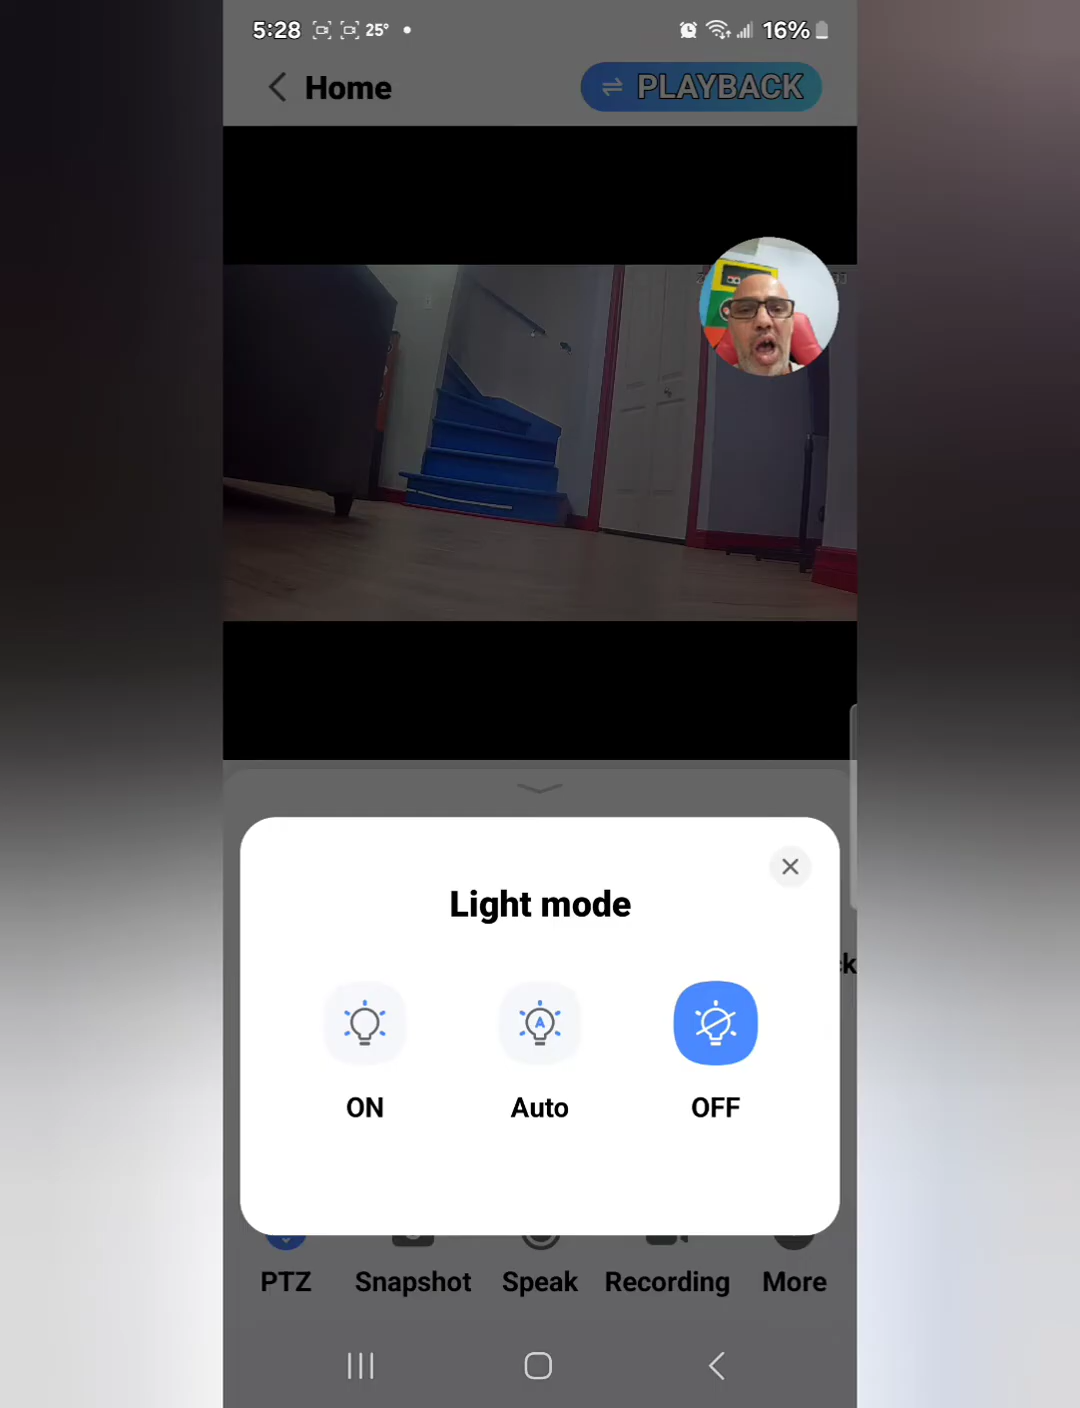 5:28 25° 16%
Home PLAYBACK
Light mode
ON Auto OFF
PTZ Snapshot Speak Recording More